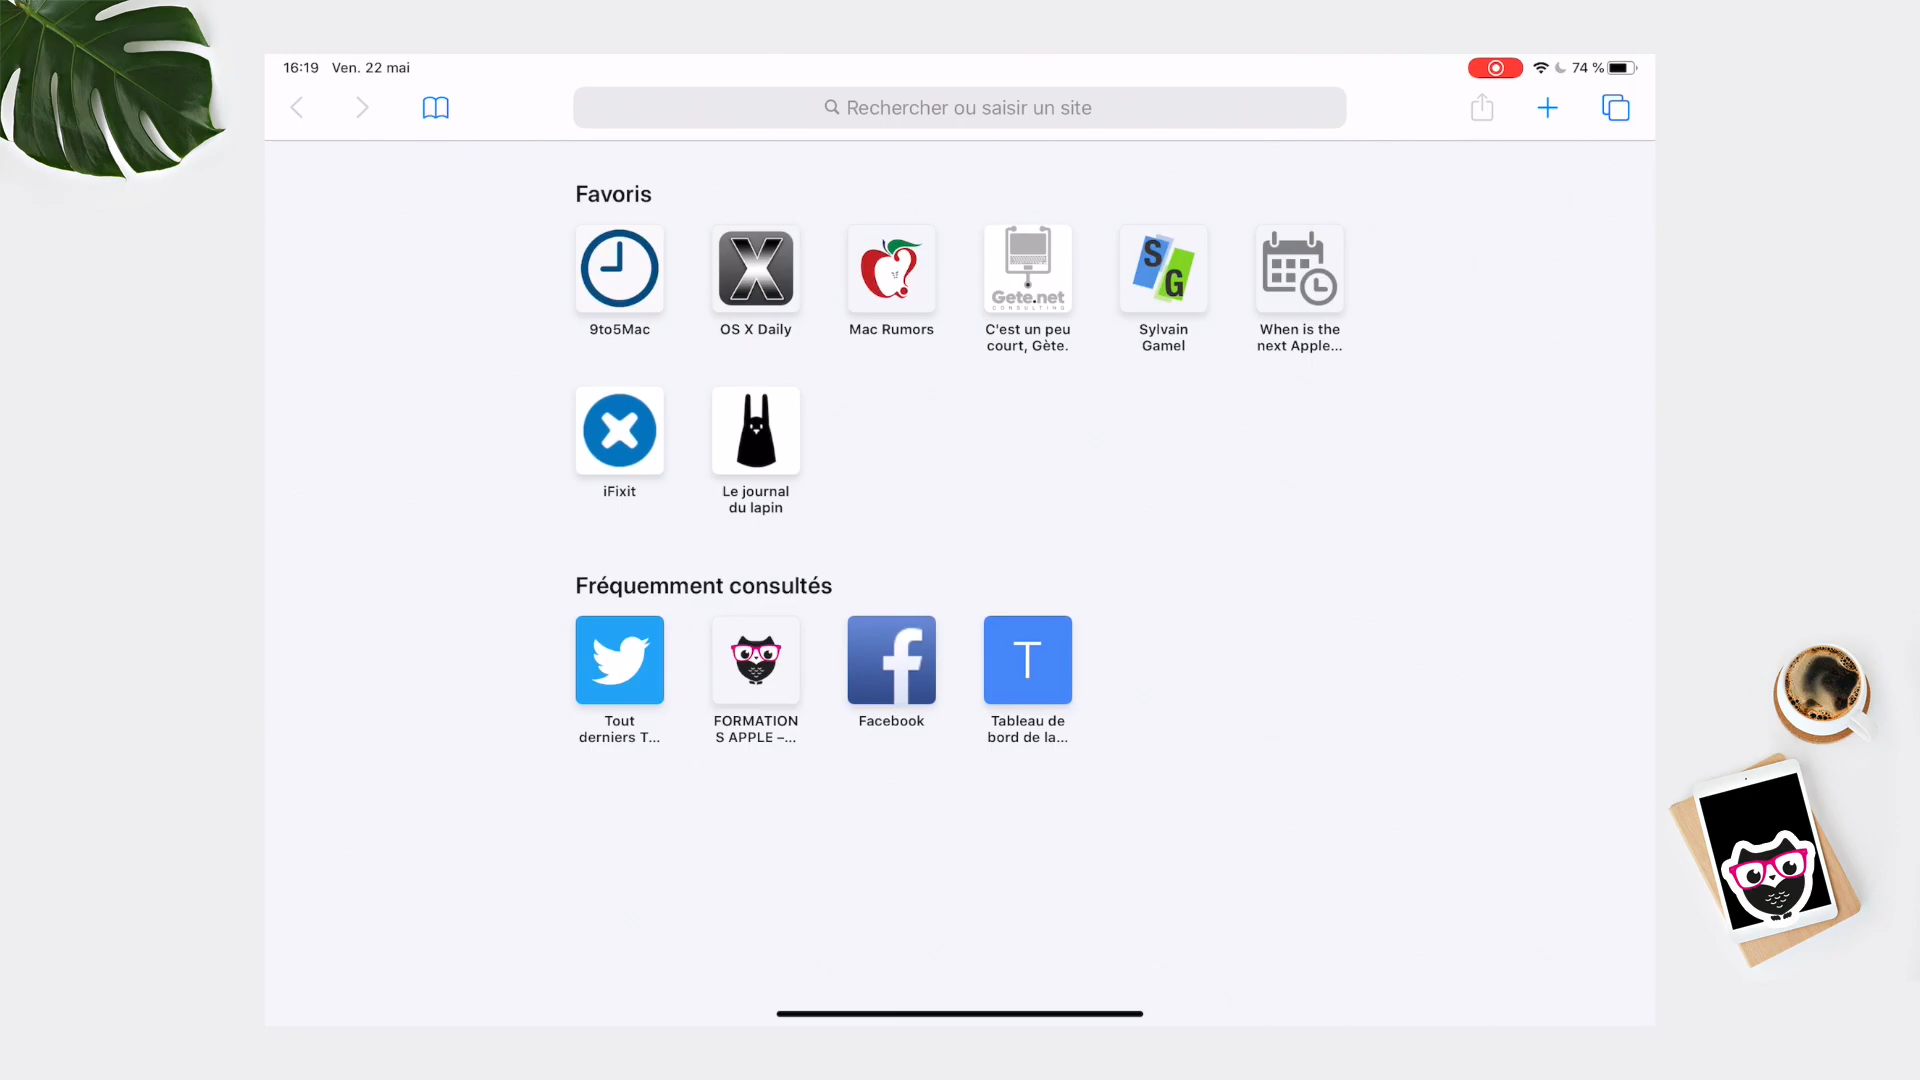 16:19 Ven. 22 mai
74 %
Rechercher ou saisir un site
Favoris
9to5Mac
OS X Daily
Mac Rumors
Gete.net
CONSULTING
C'est un peu
court, Gète.
S
G
Sylvain
Gamel
When is the
next Apple...
iFixit
Le journal
du lapin
Fréquemment consultés
Tout
derniers T...
FORMATION
S APPLE –...
Facebook
T
Tableau de
bord de la...